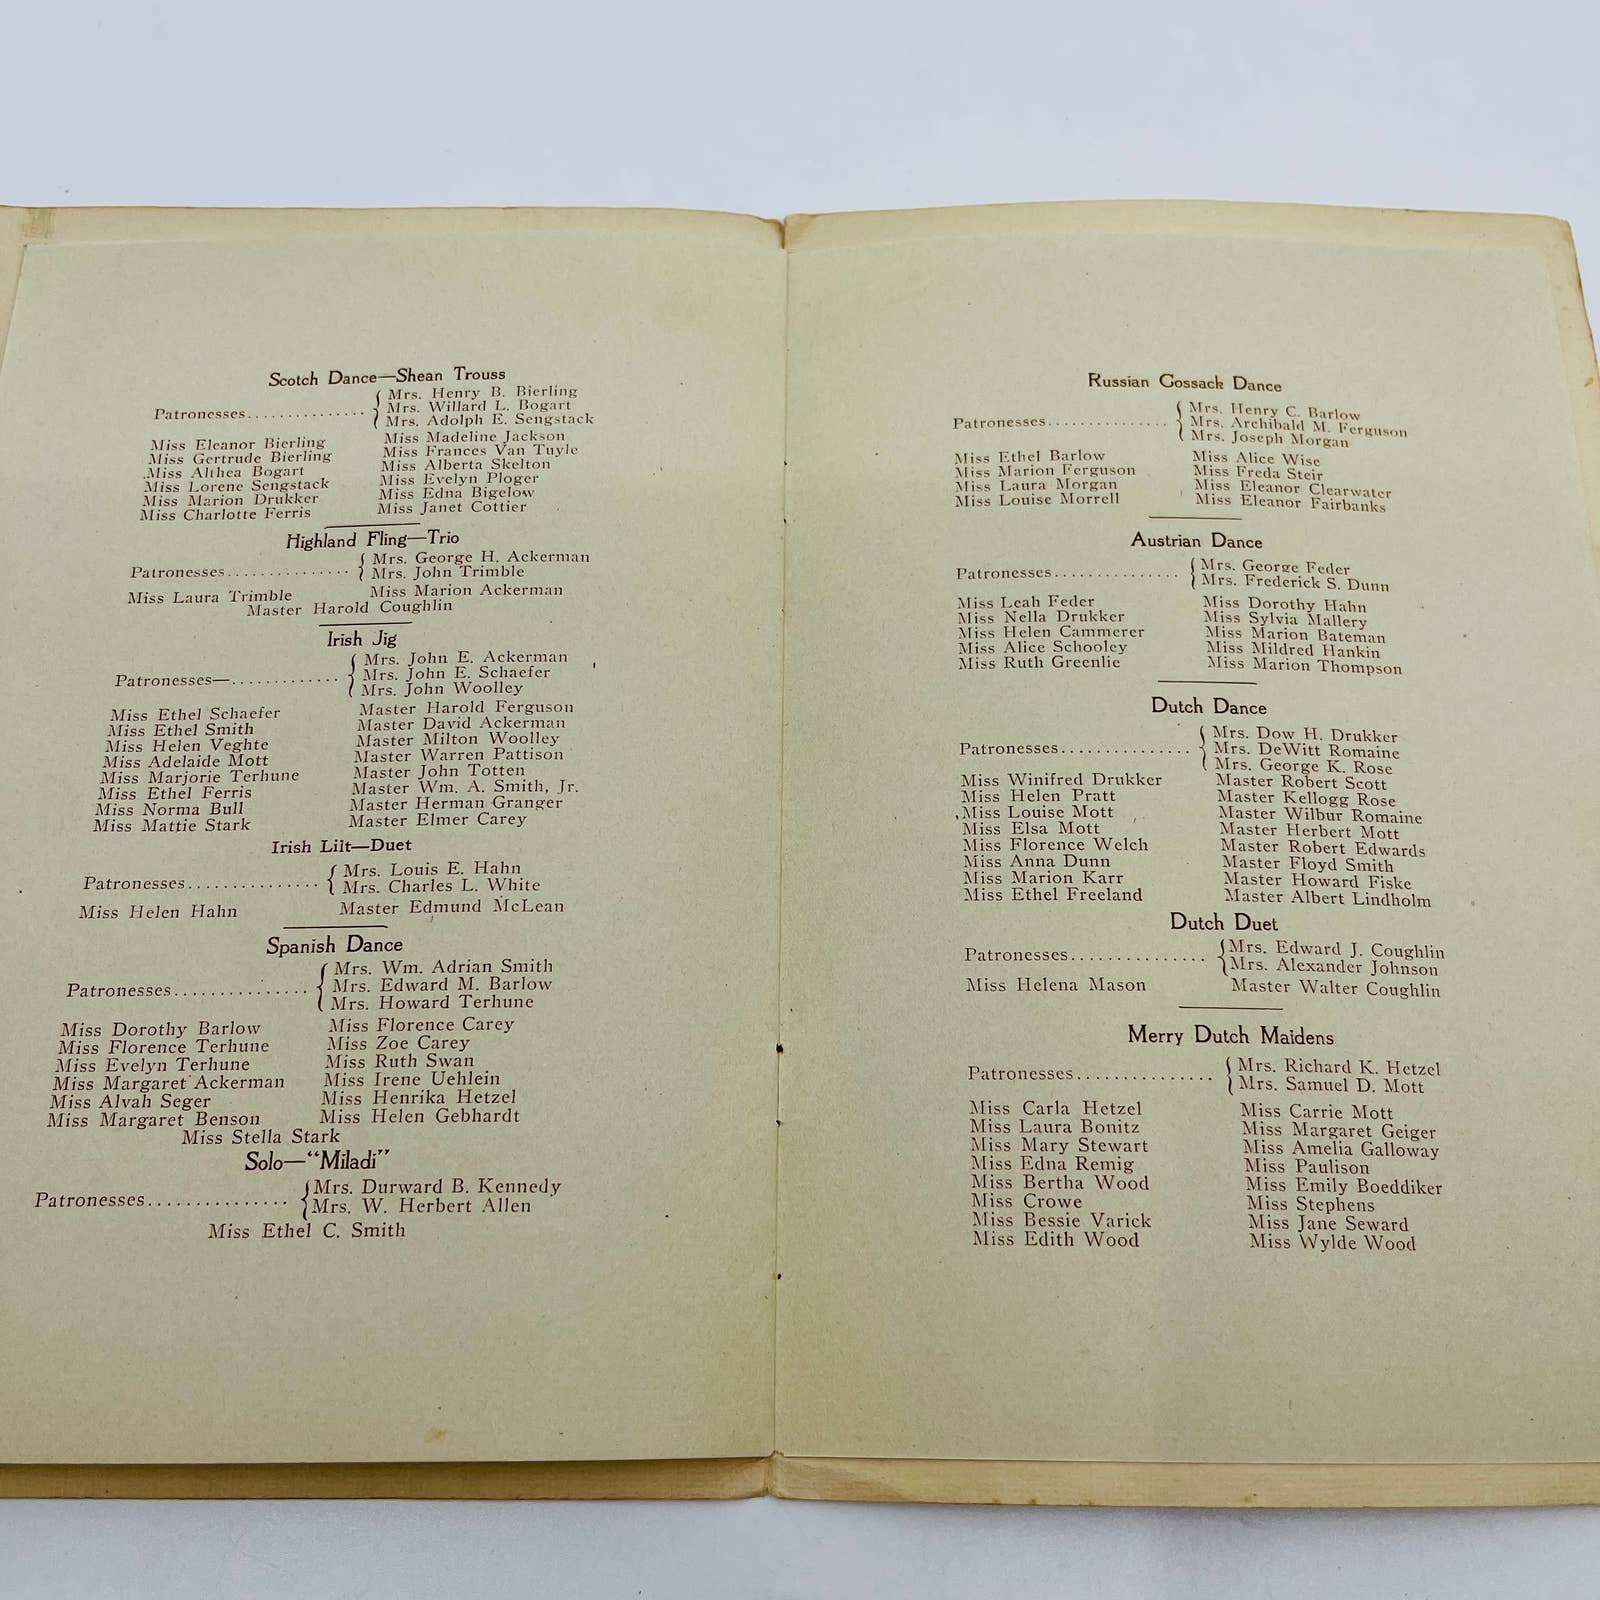 Scotch Dance—Shean Trouss
Mrs. Henry B. Bierling
Patronesses............... Mrs. Willard L. Bogart
Mrs. Adolph E. Sengstack
Miss Eleanor Bierling Miss Madeline Jackson
Miss Gertrude Bierling Miss Frances Van Tuyle
Miss Althea Bogart Miss Alberta Skelton
Miss Lorene Sengstack Miss Evelyn Ploger
Miss Marion Drukker Miss Edna Bigelow
Miss Charlotte Ferris Miss Janet Cottier
Highland Fling—Trio
Mrs. George H. Ackerman
Patronesses............... Mrs. John Trimble
Miss Laura Trimble Miss Marion Ackerman
Master Harold Coughlin
Irish Jig
Mrs. John E. Ackerman
Patronesses—............. Mrs. John E. Schaefer
Mrs. John Woolley
Miss Ethel Schaefer Master Harold Ferguson
Miss Ethel Smith Master David Ackerman
Miss Helen Veghte Master Milton Woolley
Miss Adelaide Mott Master Warren Pattison
Miss Marjorie Terhune Master John Totten
Miss Ethel Ferris Master Wm. A. Smith, Jr.
Miss Norma Bull Master Herman Granger
Miss Mattie Stark Master Elmer Carey
Irish Lilt—Duet
Mrs. Louis E. Hahn
Patronesses............... Mrs. Charles L. White
Miss Helen Hahn Master Edmund McLean
Spanish Dance
Mrs. Wm. Adrian Smith
Patronesses............... Mrs. Edward M. Barlow
Mrs. Howard Terhune
Miss Dorothy Barlow Miss Florence Carey
Miss Florence Terhune Miss Zoe Carey
Miss Evelyn Terhune Miss Ruth Swan
Miss Margaret Ackerman Miss Irene Uehlein
Miss Alvah Seger Miss Henrika Hetzel
Miss Margaret Benson Miss Helen Gebhardt
Miss Stella Stark
Solo—“Miladi”
Mrs. Durward B. Kennedy
Patronesses............... Mrs. W. Herbert Allen
Miss Ethel C. Smith
Russian Cossack Dance
Mrs. Henry C. Barlow
Patronesses............... Mrs. Archibald M. Ferguson
Mrs. Joseph Morgan
Miss Ethel Barlow Miss Alice Wise
Miss Marion Ferguson Miss Freda Steir
Miss Laura Morgan Miss Eleanor Clearwater
Miss Louise Morrell Miss Eleanor Fairbanks
Austrian Dance
Mrs. George Feder
Patronesses............... Mrs. Frederick S. Dunn
Miss Leah Feder Miss Dorothy Hahn
Miss Nella Drukker Miss Sylvia Mallery
Miss Helen Cammerer Miss Marion Bateman
Miss Alice Schooley Miss Mildred Hankin
Miss Ruth Greenlie Miss Marion Thompson
Dutch Dance
Mrs. Dow H. Drukker
Patronesses............... Mrs. DeWitt Romaine
Mrs. George K. Rose
Miss Winifred Drukker Master Robert Scott
Miss Helen Pratt Master Kellogg Rose
Miss Louise Mott Master Wilbur Romaine
Miss Elsa Mott Master Herbert Mott
Miss Florence Welch Master Robert Edwards
Miss Anna Dunn Master Floyd Smith
Miss Marion Karr Master Howard Fiske
Miss Ethel Freeland Master Albert Lindholm
Dutch Duet
Mrs. Edward J. Coughlin
Patronesses............... Mrs. Alexander Johnson
Miss Helena Mason Master Walter Coughlin
Merry Dutch Maidens
Mrs. Richard K. Hetzel
Patronesses............... Mrs. Samuel D. Mott
Miss Carla Hetzel Miss Carrie Mott
Miss Laura Bonitz Miss Margaret Geiger
Miss Mary Stewart Miss Amelia Galloway
Miss Edna Remig Miss Paulison
Miss Bertha Wood Miss Emily Boeddiker
Miss Crowe Miss Stephens
Miss Bessie Varick Miss Jane Seward
Miss Edith Wood Miss Wylde Wood